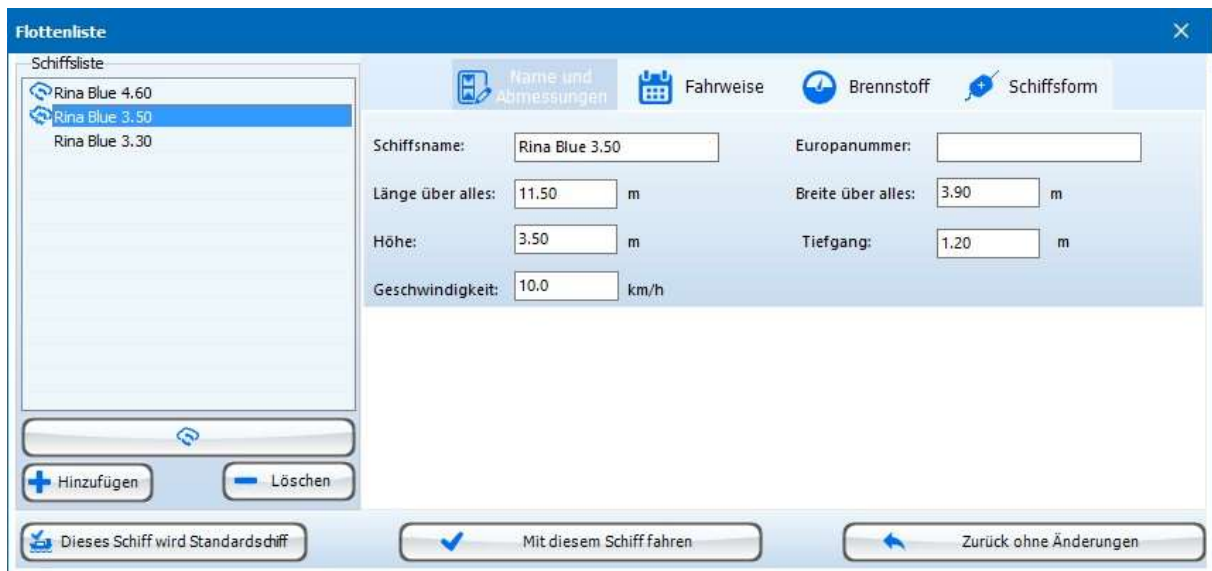 Flottenliste
Schiffsliste
Rina Blue 4.60
Rina Blue 3.50
Rina Blue 3.30
Hinzufügen
Löschen
Name und
Abmessungen
Fahrweise
Brennstoff
Schiffsform
Schiffsname: Rina Blue 3.50 Europanummer:
Länge über alles: 11.50 m Breite über alles: 3.90 m
Höhe: 3.50 m Tiefgang: 1.20 m
Geschwindigkeit: 10.0 km/h
Dieses Schiff wird Standardschiff
Mit diesem Schiff fahren
Zurück ohne Änderungen